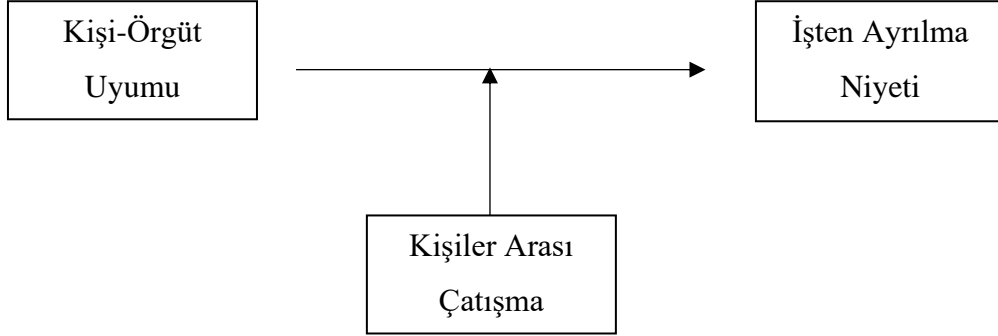 Kişi-Örgüt
Uyumu
İşten Ayrılma
Niyeti
Kişiler Arası
Çatışma